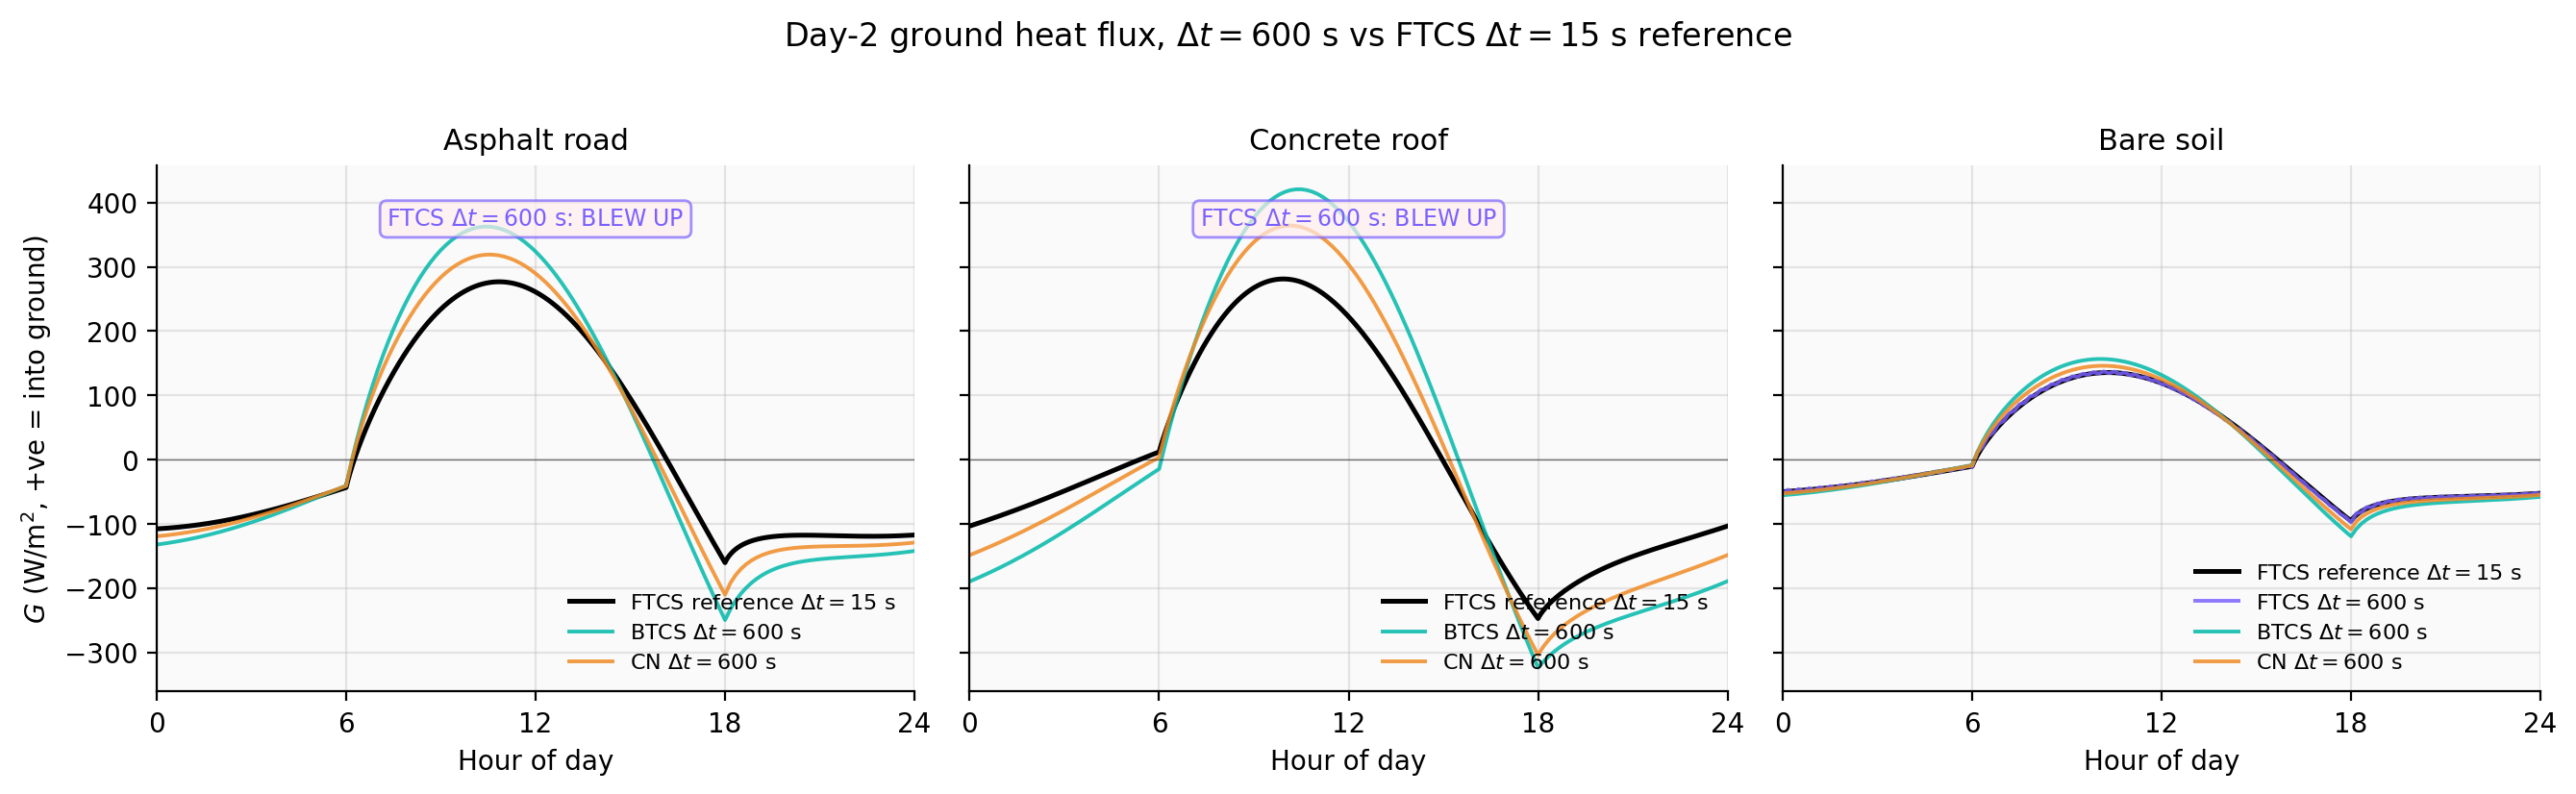 Day-2 ground heat flux, Δt = 600 s vs FTCS Δt = 15 s reference
Asphalt road
Concrete roof
Bare soil
G (W/m², +ve = into ground)
400
300
200
100
0
−100
−200
−300
FTCS Δt = 600 s: BLEW UP
FTCS reference Δt = 15 s
BTCS Δt = 600 s
CN Δt = 600 s
0 6 12 18 24
Hour of day
FTCS Δt = 600 s: BLEW UP
FTCS reference Δt = 15 s
BTCS Δt = 600 s
CN Δt = 600 s
0 6 12 18 24
Hour of day
FTCS reference Δt = 15 s
FTCS Δt = 600 s
BTCS Δt = 600 s
CN Δt = 600 s
0 6 12 18 24
Hour of day